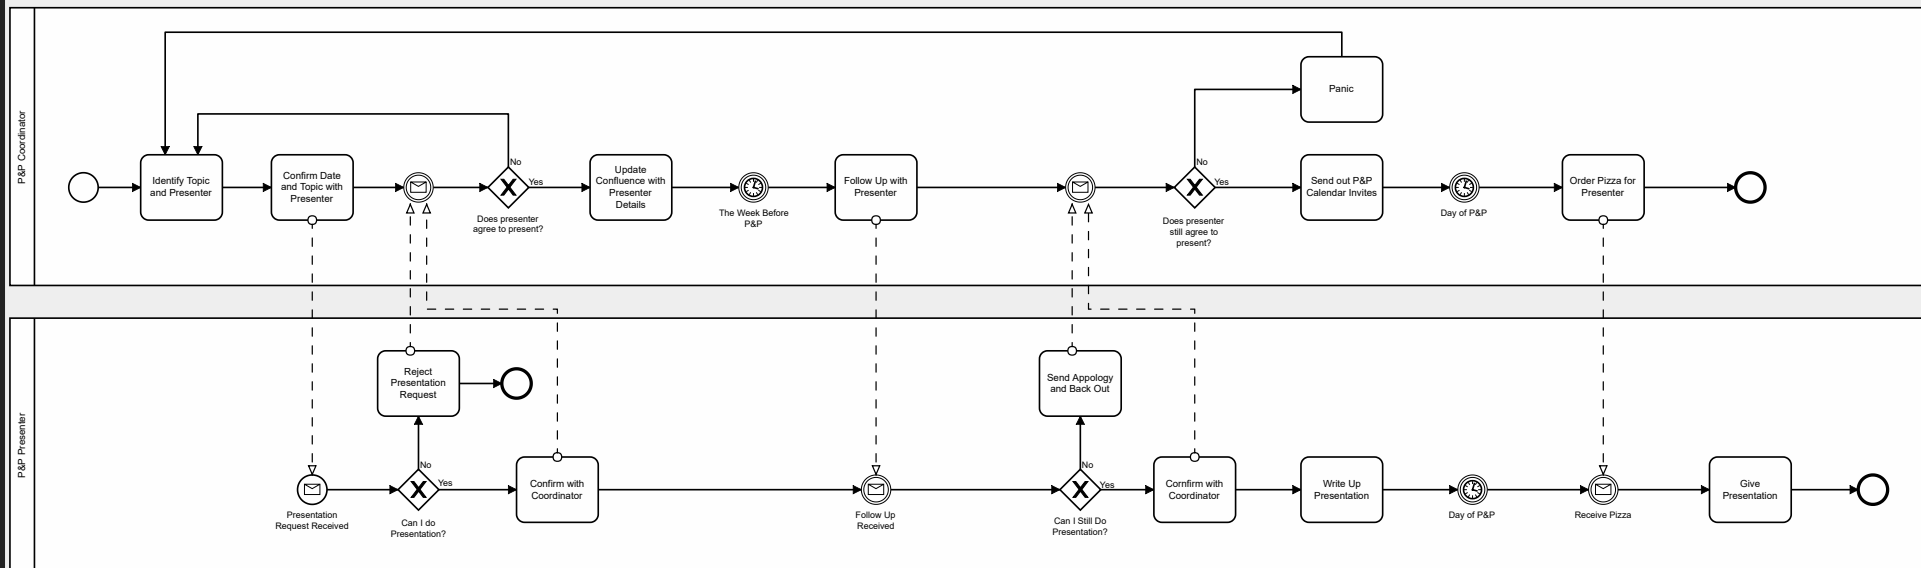 P&P Coordinator
Panic
No
No
Identify Topic
and Presenter
Confirm Date
and Topic with
Presenter
Yes
Does presenter
agree to present?
Update
Confluence with
Presenter
Details
The Week Before
P&P
Follow Up with
Presenter
Yes
Does presenter
still agree to
present?
Send out P&P
Calendar Invites
Day of P&P
Order Pizza for
Presenter
P&P Presenter
Reject
Presentation
Request
Send Appology
and Back Out
No
No
Presentation
Request Received
Yes
Can I do
Presentation?
Confirm with
Coordinator
Follow Up
Received
Yes
Can I Still Do
Presentation?
Cornfirm with
Coordinator
Write Up
Presentation
Day of P&P
Receive Pizza
Give
Presentation